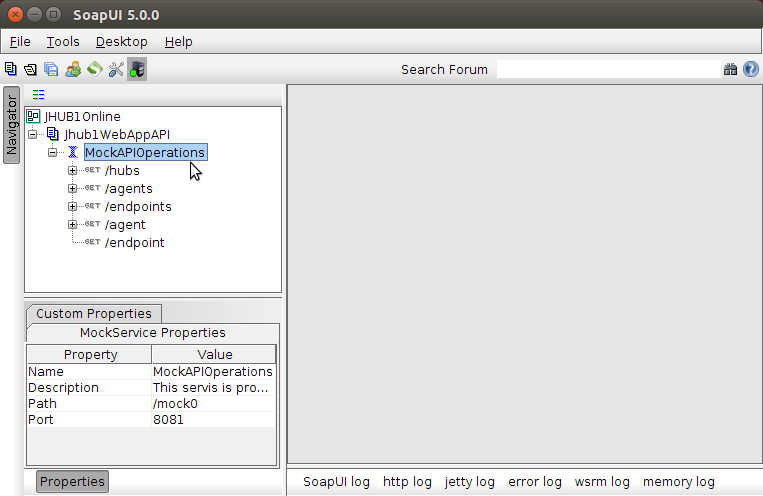 SoapUI 5.0.0
File Tools Desktop Help
Search Forum
Navigator
JHUB1Online
Jhub1WebAppAPI
MockAPIOperations
GET /hubs
GET /agents
GET /endpoints
GET /agent
GET /endpoint
Custom Properties
MockService Properties
Property Value
Name MockAPIOperations
Description This servis is pro...
Path /mock0
Port 8081
Properties
SoapUI log http log jetty log error log wsrm log memory log